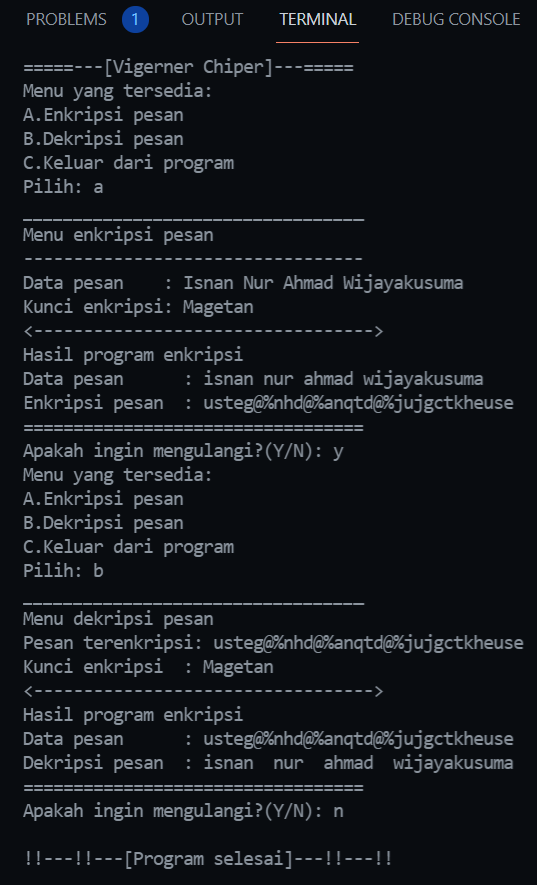 PROBLEMS 1 OUTPUT TERMINAL DEBUG CONSOLE
=====---[Vigerner Chiper]---=====
Menu yang tersedia:
A.Enkripsi pesan
B.Dekripsi pesan
C.Keluar dari program
Pilih: a
__________________________________
Menu enkripsi pesan
----------------------------------
Data pesan    : Isnan Nur Ahmad Wijayakusuma
Kunci enkripsi: Magetan
<---------------------------------->
Hasil program enkripsi
Data pesan      : isnan nur ahmad wijayakusuma
Enkripsi pesan  : usteg@%nhd@%anqtd@%jujgctkheuse
==================================
Apakah ingin mengulangi?(Y/N): y
Menu yang tersedia:
A.Enkripsi pesan
B.Dekripsi pesan
C.Keluar dari program
Pilih: b
__________________________________
Menu dekripsi pesan
Pesan terenkripsi: usteg@%nhd@%anqtd@%jujgctkheuse
Kunci enkripsi  : Magetan
<---------------------------------->
Hasil program enkripsi
Data pesan      : usteg@%nhd@%anqtd@%jujgctkheuse
Dekripsi pesan  : isnan  nur  ahmad  wijayakusuma
==================================
Apakah ingin mengulangi?(Y/N): n
!!---!!---[Program selesai]---!!---!!